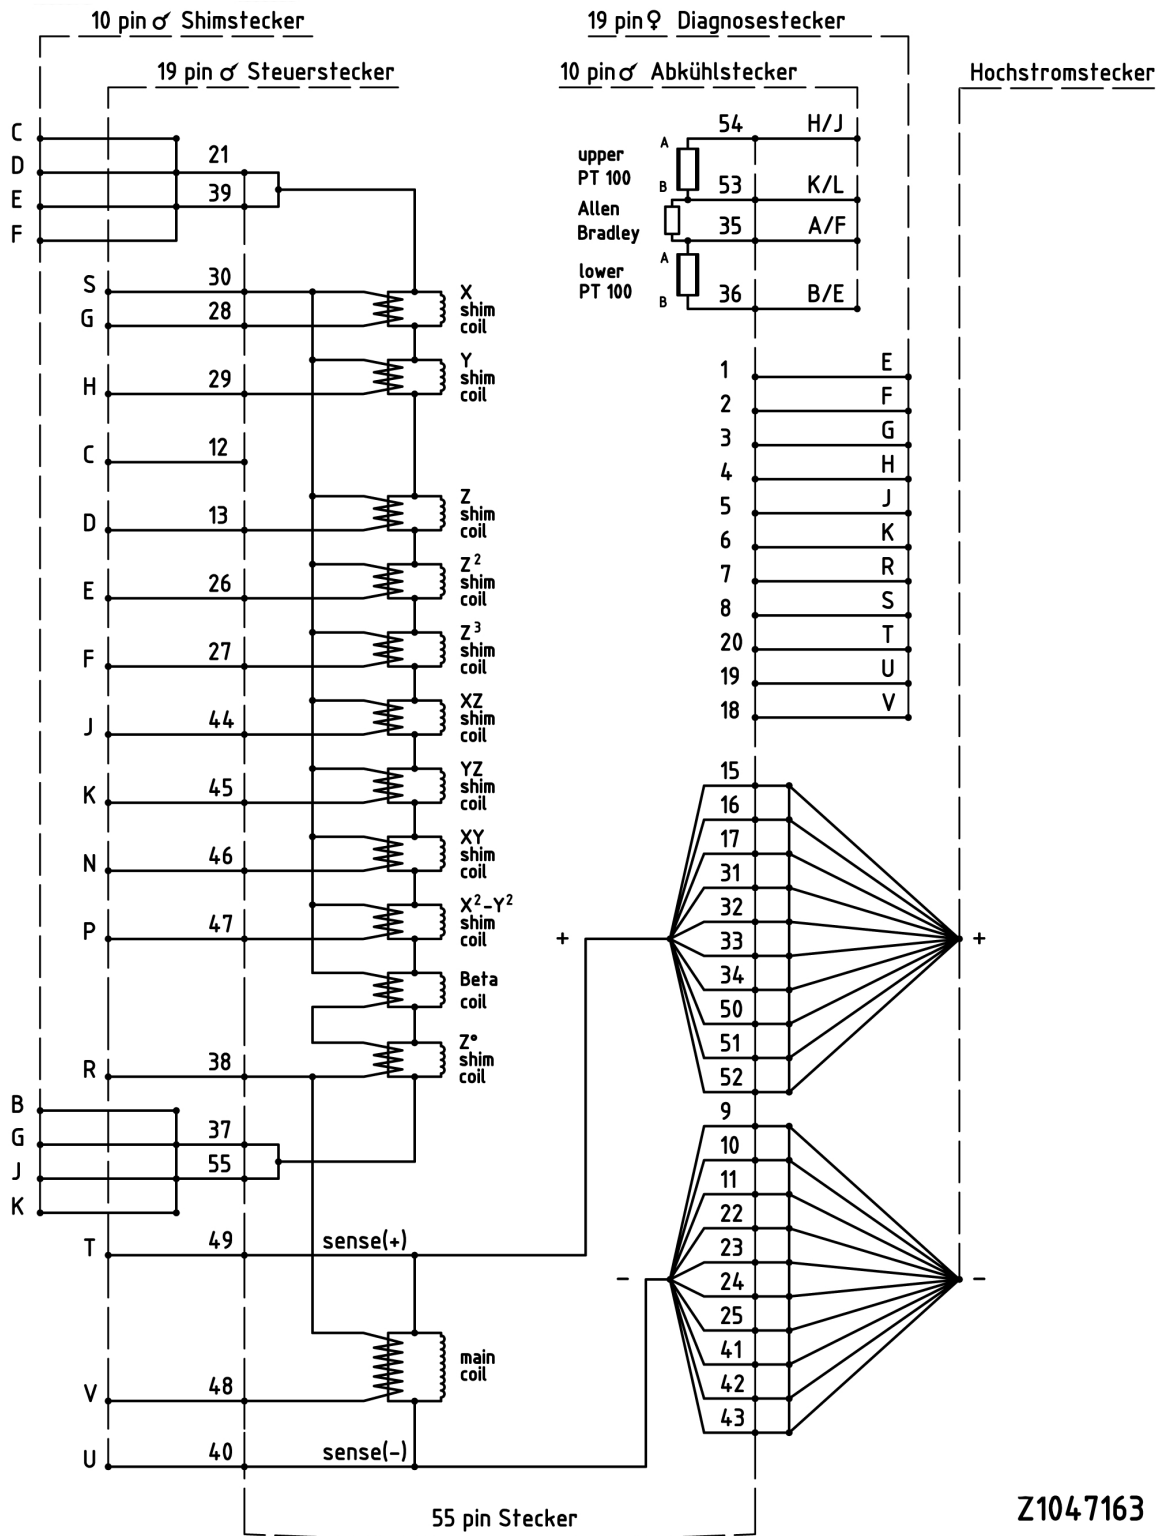 10 pin ♂ Shimstecker
19 pin ♀ Diagnosestecker
19 pin ♂ Steuerstecker
10 pin ♂ Abkühlstecker
Hochstromstecker
C
D
21
E
39
F
S
30
G
28
X
shim
coil
H
29
Y
shim
coil
C
12
D
13
Z
shim
coil
E
26
Z²
shim
coil
F
27
Z³
shim
coil
J
44
XZ
shim
coil
K
45
YZ
shim
coil
N
46
XY
shim
coil
P
47
X²-Y²
shim
coil
Beta
coil
R
38
Z°
shim
coil
B
G
37
J
55
K
T
49
sense(+)
V
48
main
coil
U
40
sense(-)
upper
PT 100
A
B
54
H/J
53
K/L
Allen
Bradley
35
A/F
lower
PT 100
A
B
36
B/E
1
E
2
F
3
G
4
H
5
J
6
K
7
R
8
S
20
T
19
U
18
V
15
16
17
31
32
+
33
+
34
50
51
52
9
10
11
22
23
-
24
-
25
41
42
43
55 pin Stecker
Z1047163